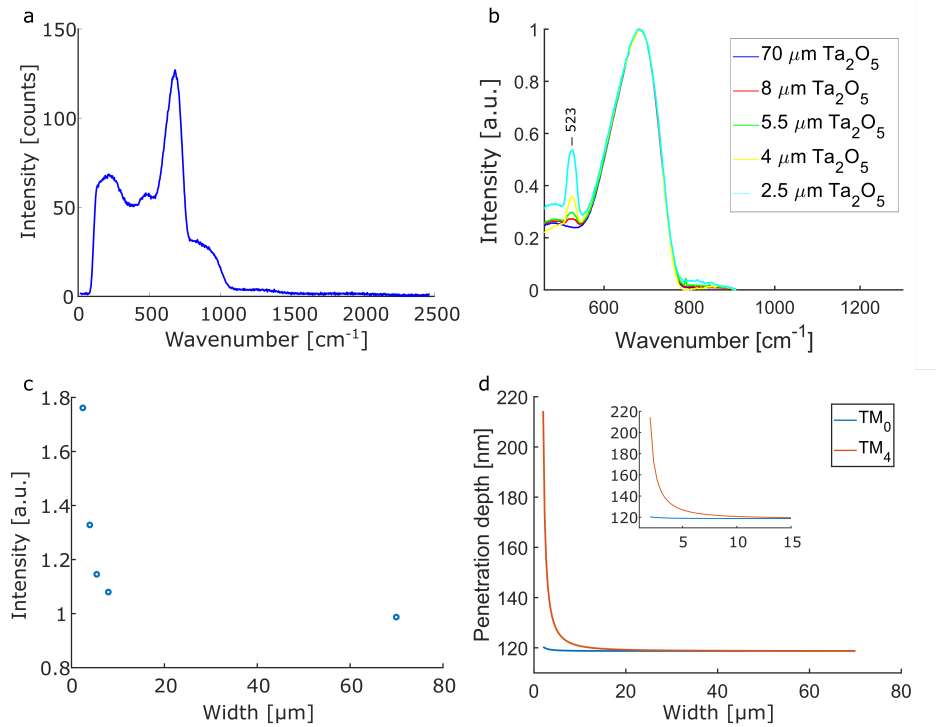 a
150
100
50
0
Intensity [counts]
0 500 1000 1500 2000 2500
Wavenumber [cm⁻¹]
b
1
0.8
0.6
0.4
0.2
0
Intensity [a.u.]
523
70 μm Ta₂O₅
8 μm Ta₂O₅
5.5 μm Ta₂O₅
4 μm Ta₂O₅
2.5 μm Ta₂O₅
600 800 1000 1200
Wavenumber [cm⁻¹]
c
1.8
1.6
1.4
1.2
1
0.8
Intensity [a.u.]
0 20 40 60 80
Width [μm]
d
220
200
180
160
140
120
100
Penetration depth [nm]
220
200
180
160
140
120
5 10 15
TM₀
TM₄
0 20 40 60 80
Width [μm]